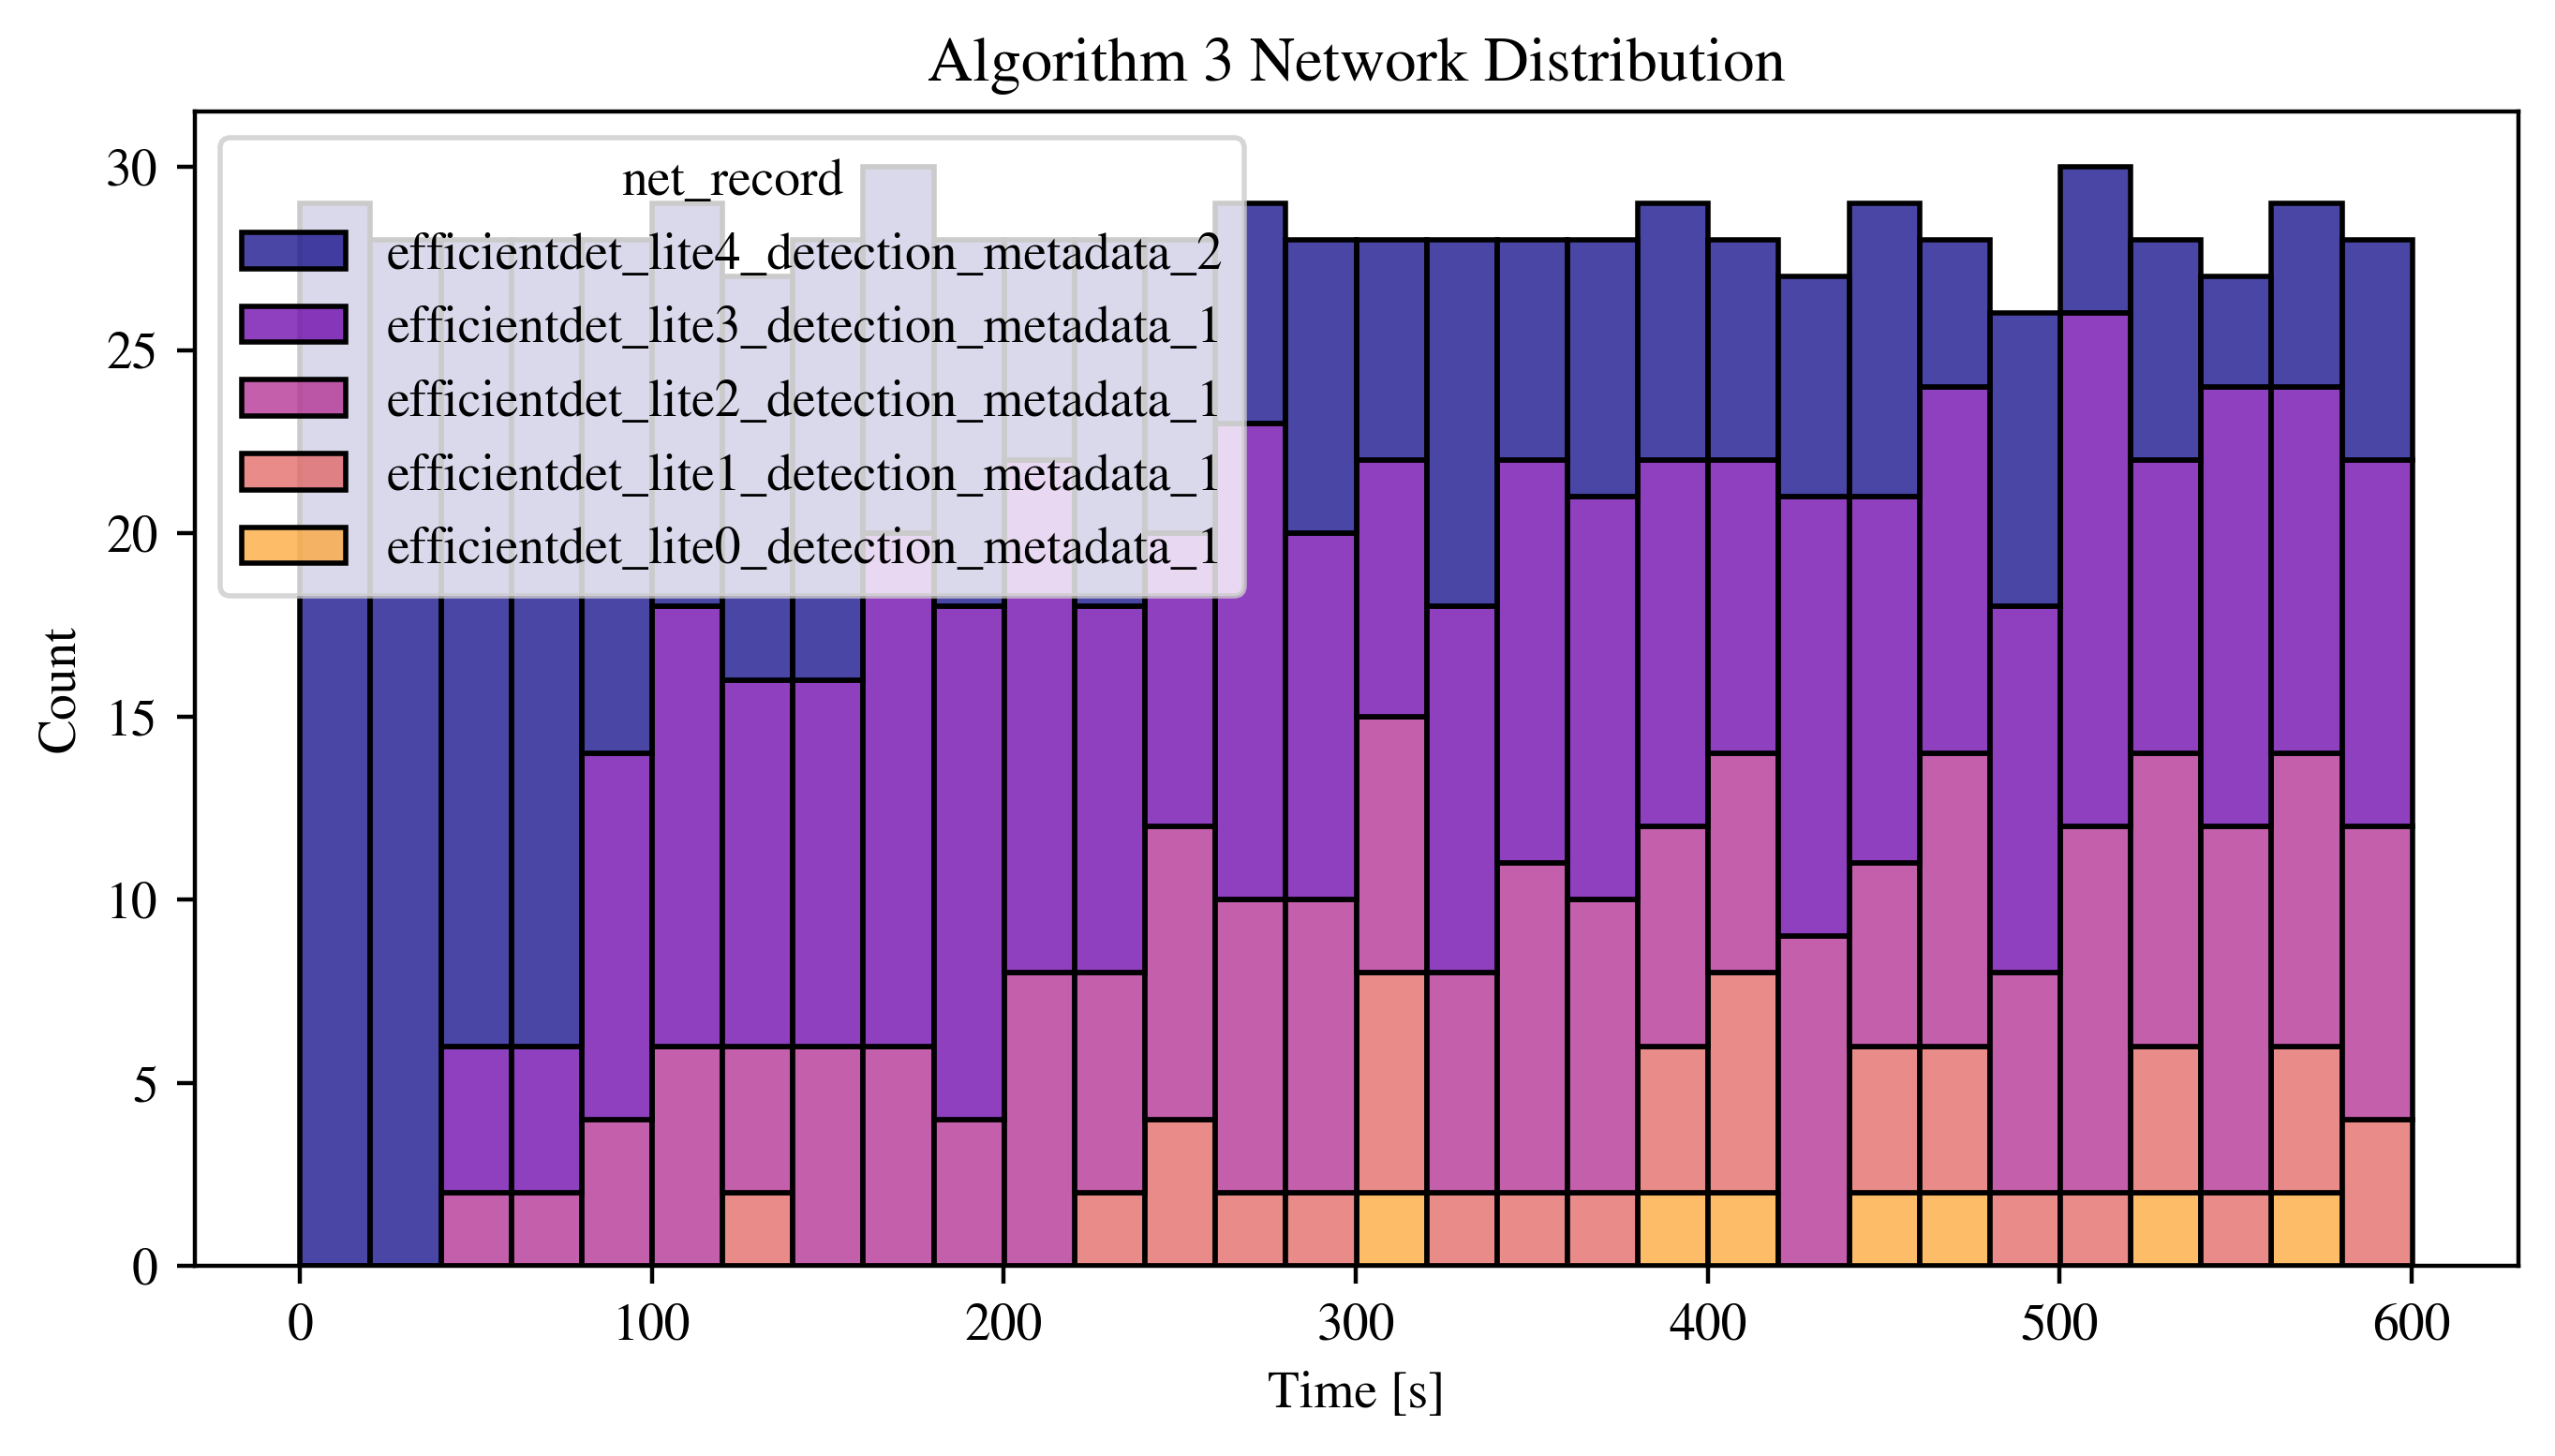 Algorithm 3 Network Distribution
net_record
efficientdet_lite4_detection_metadata_2
efficientdet_lite3_detection_metadata_1
efficientdet_lite2_detection_metadata_1
efficientdet_lite1_detection_metadata_1
efficientdet_lite0_detection_metadata_1
30
25
20
15
10
5
0
Count
0 100 200 300 400 500 600
Time [s]